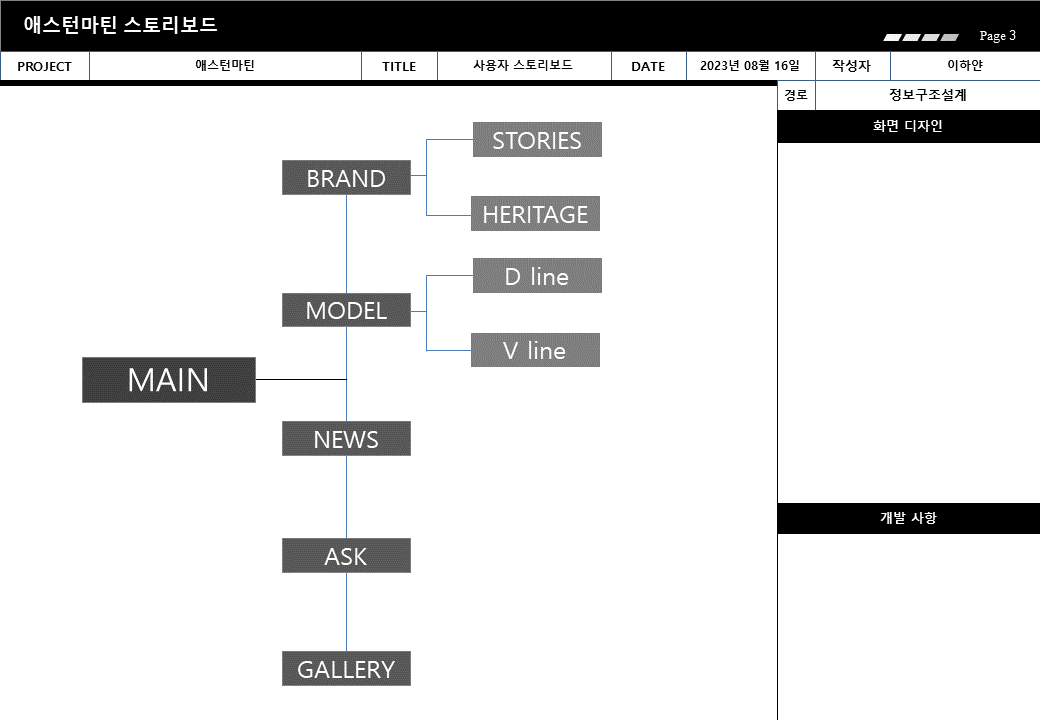 애스턴마틴 스토리보드
Page 3
PROJECT 애스턴마틴 TITLE 사용자 스토리보드 DATE 2023년 08월 16일 작성자 이하얀
경로 정보구조설계
화면 디자인
STORIES
BRAND
HERITAGE
D line
MODEL
V line
MAIN
NEWS
개발 사항
ASK
GALLERY